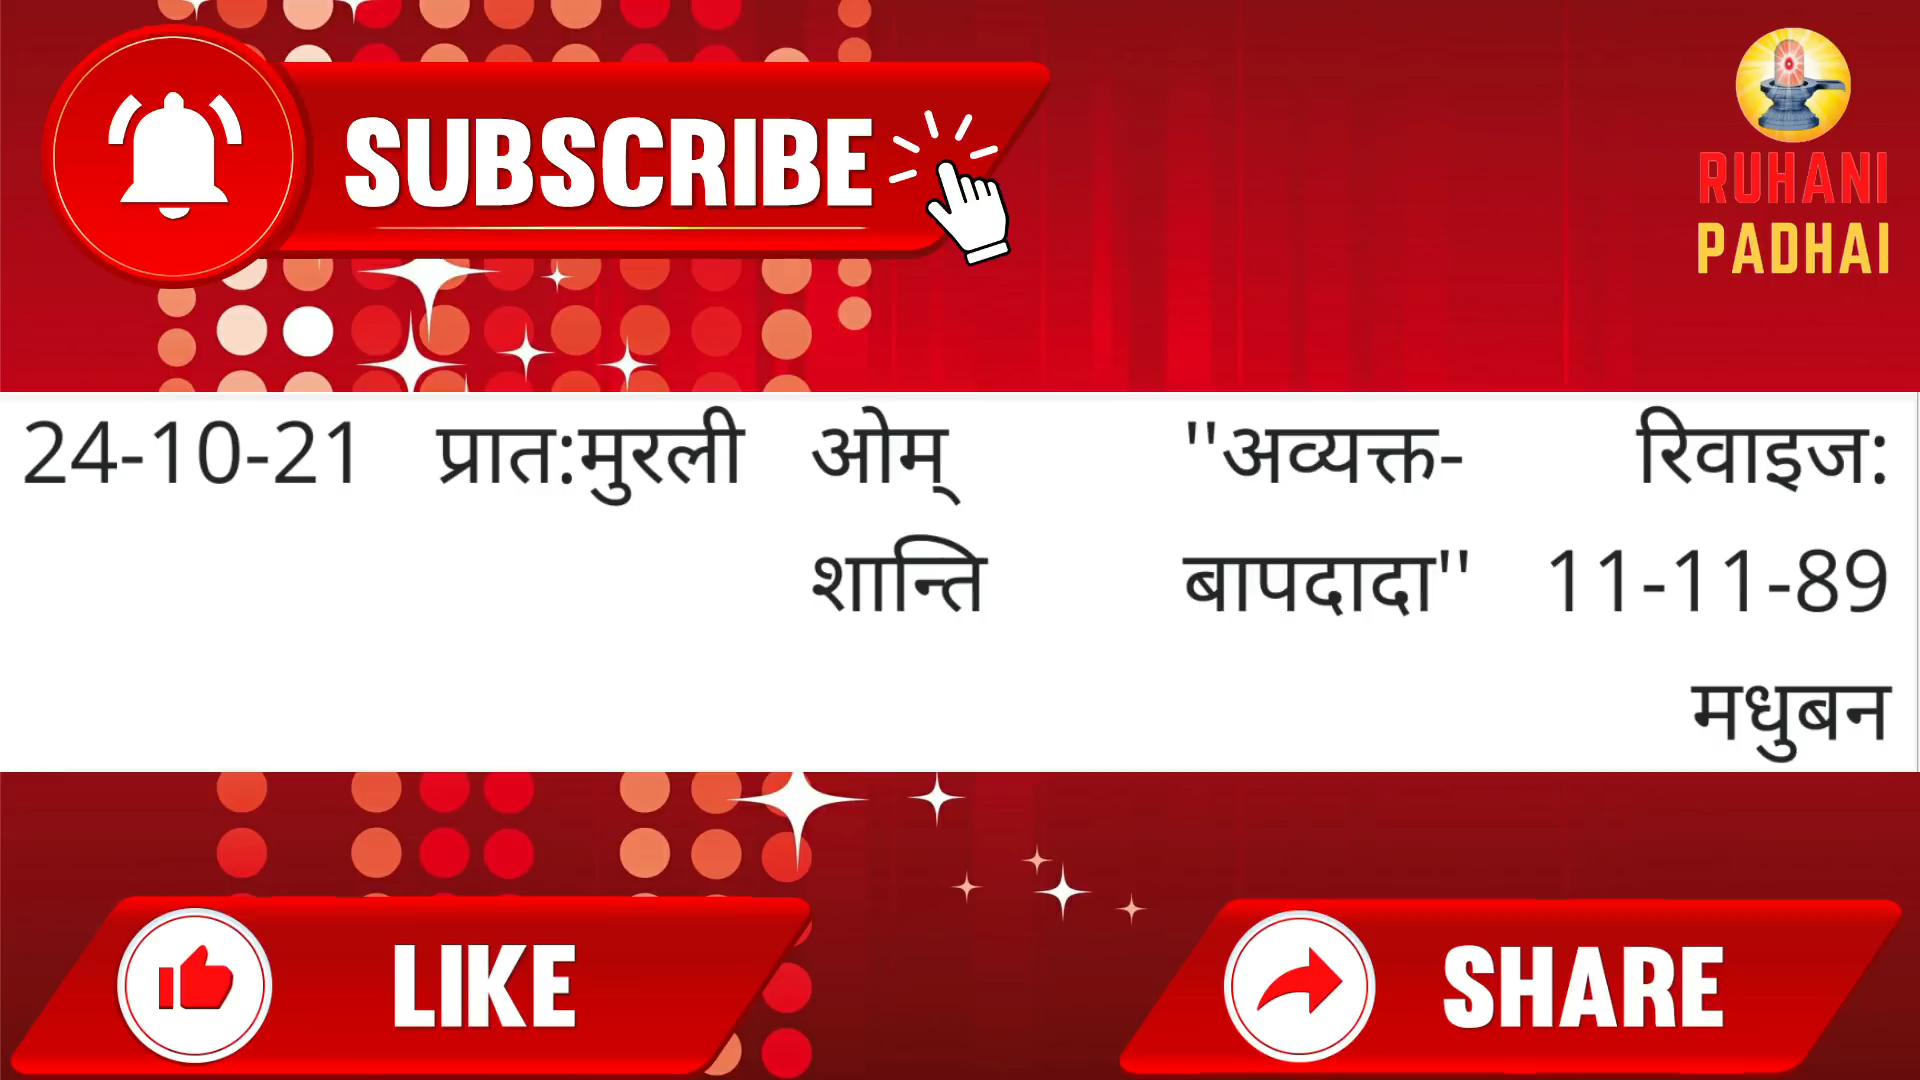 SUBSCRIBE
RUHANI
PADHAI
24-10-21 प्रात:मुरली ओम् ''अव्यक्त- रिवाइज:
शान्ति बापदादा'' 11-11-89
मधुबन
LIKE
SHARE